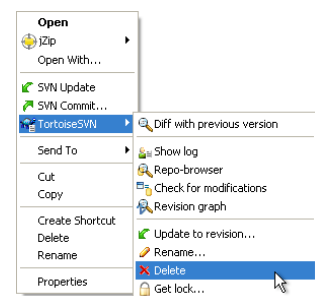 Open
jZip
Open With...
SVN Update
SVN Commit...
TortoiseSVN
Send To
Cut
Copy
Create Shortcut
Delete
Rename
Properties
Diff with previous version
Show log
Repo-browser
Check for modifications
Revision graph
Update to revision...
Rename...
Delete
Get lock...